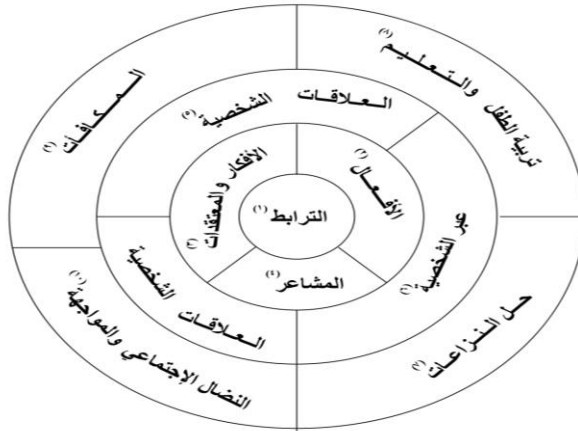 الترابط (١)
الأفعال (٢)
الأفكار والمعتقدات (٣)
المشاعر (٤)
العلاقات الشخصية (٥)
عبر الشخصية (٦)
العلاقات الشخصية
حل النزاعات (٧)
تربية الطفل والتعليم (٨)
المكافآت (٩)
النضال الإجتماعي والمواجهة (١٠)